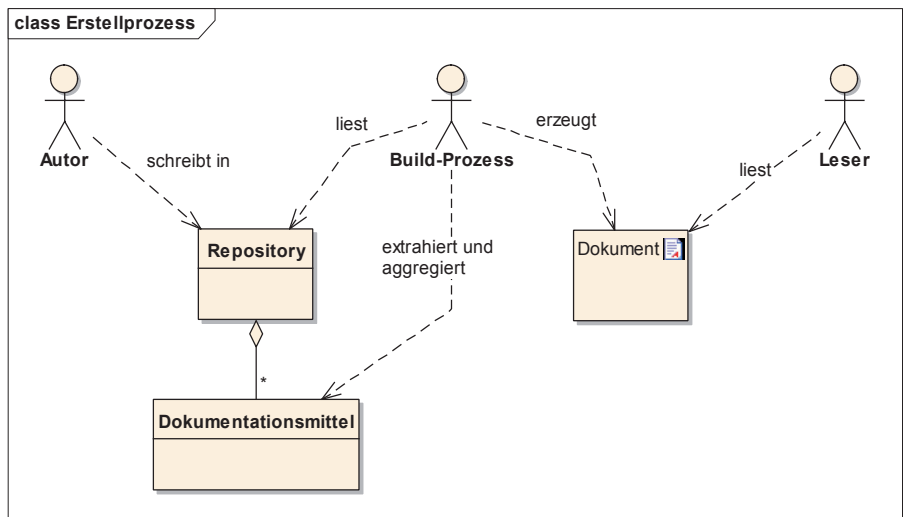 class Erstellprozess
Autor
Build-Prozess
Leser
schreibt in
liest
erzeugt
liest
Repository
extrahiert und
aggregiert
Dokument
*
Dokumentationsmittel